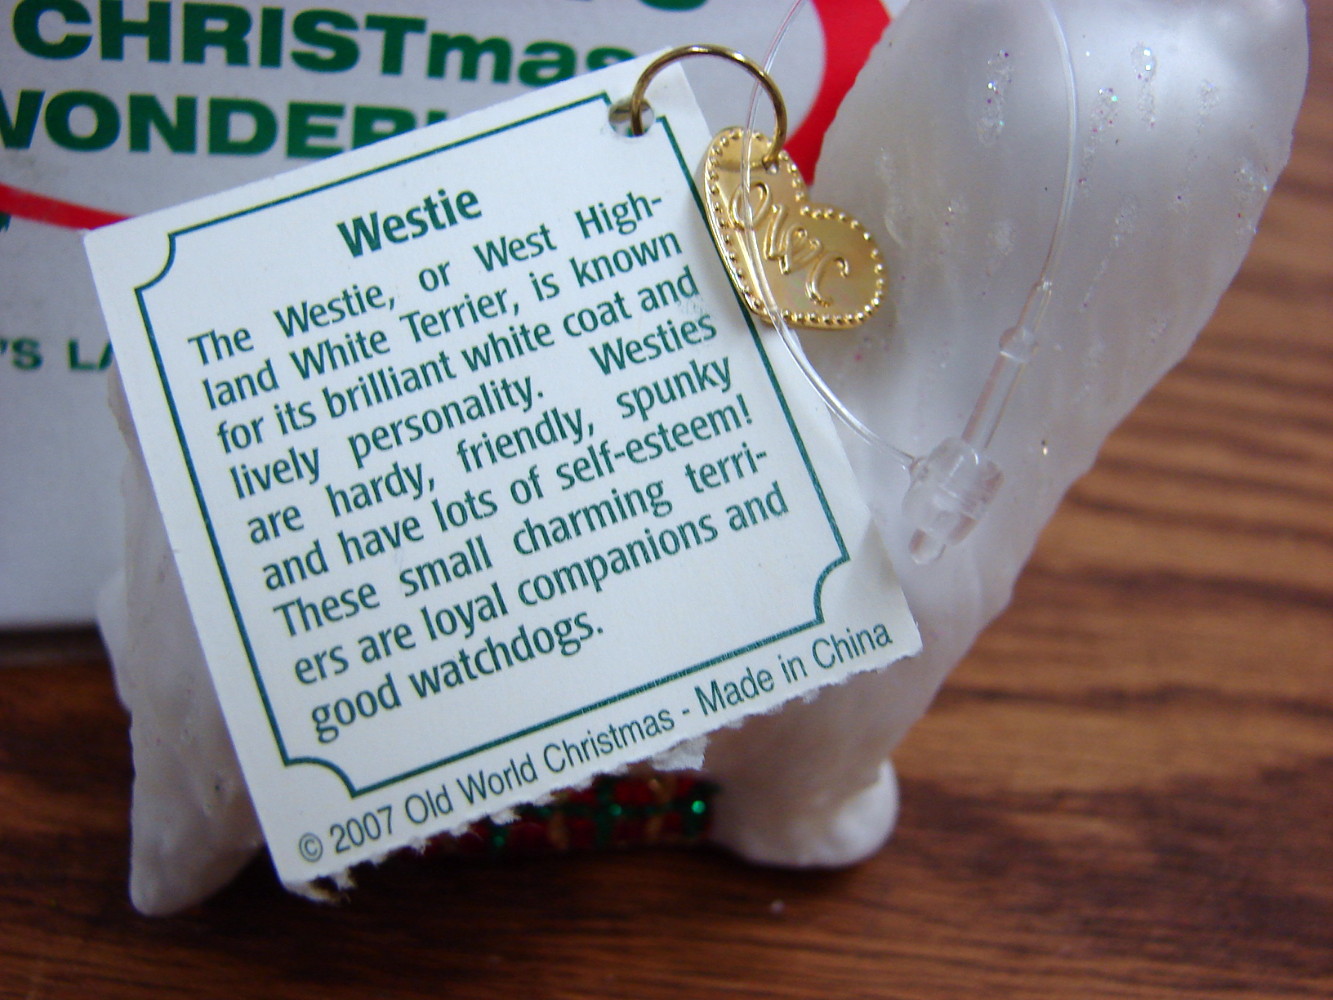 CHRISTmas
Westie
The Westie, or West High-
land White Terrier, is known
for its brilliant white coat and
lively personality. Westies
are hardy, friendly, spunky
and have lots of self-esteem!
These small charming terri-
ers are loyal companions and
good watchdogs.
© 2007 Old World Christmas - Made in China
OWC